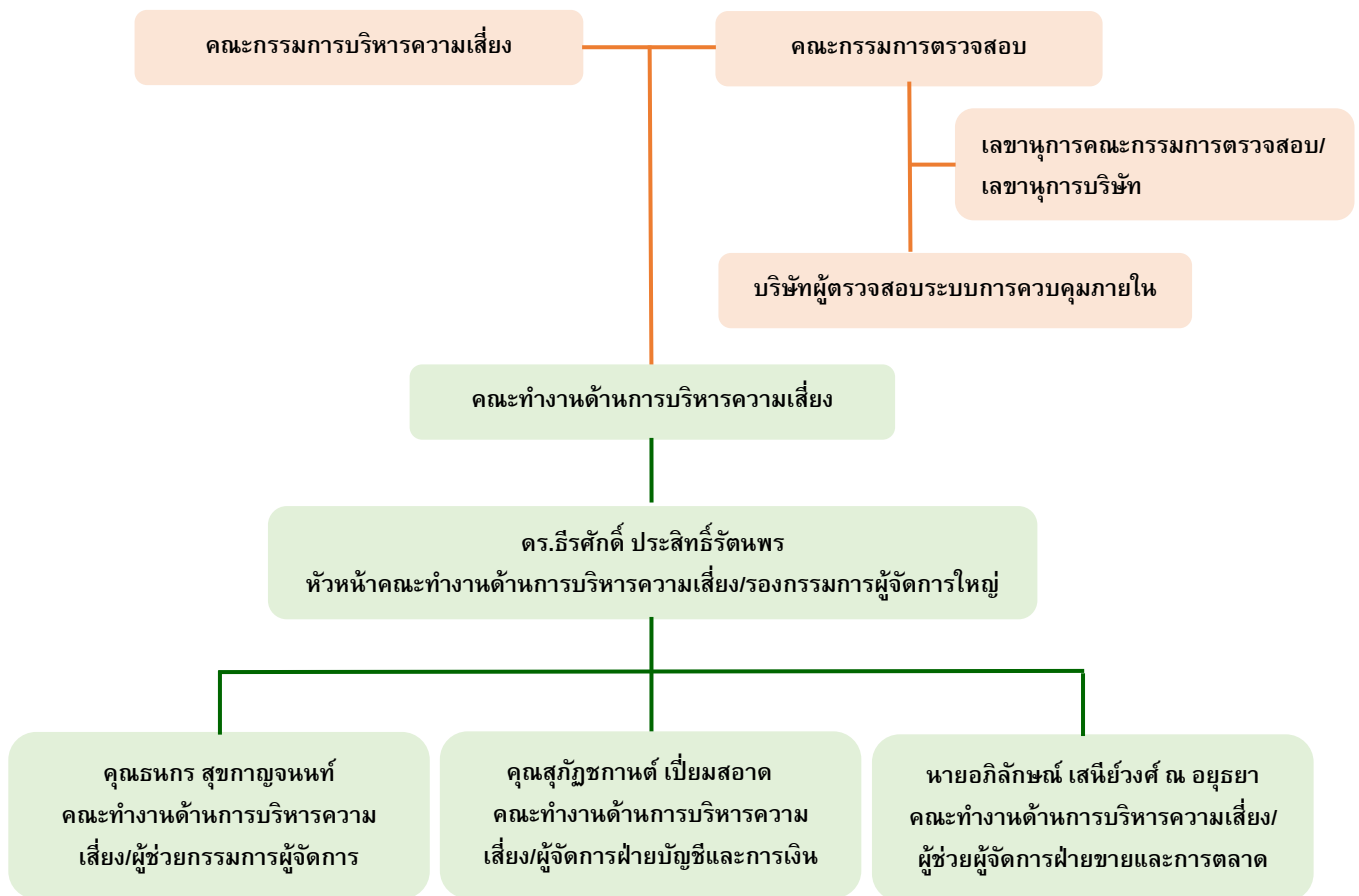 คณะกรรมการบริหารความเสี่ยง
คณะกรรมการตรวจสอบ
เลขานุการคณะกรรมการตรวจสอบ/
เลขานุการบริษัท
บริษัทผู้ตรวจสอบระบบการควบคุมภายใน
คณะทำงานด้านการบริหารความเสี่ยง
ดร.ธีรศักดิ์ ประสิทธิ์รัตนพร
หัวหน้าคณะทำงานด้านการบริหารความเสี่ยง/รองกรรมการผู้จัดการใหญ่
คุณธนกร สุขกาญจนนท์
คณะทำงานด้านการบริหารความ
เสี่ยง/ผู้ช่วยกรรมการผู้จัดการ
คุณสุภัฏชกานต์ เปี่ยมสอาด
คณะทำงานด้านการบริหารความ
เสี่ยง/ผู้จัดการฝ่ายบัญชีและการเงิน
นายอภิลักษณ์ เสนีย์วงศ์ ณ อยุธยา
คณะทำงานด้านการบริหารความเสี่ยง/
ผู้ช่วยผู้จัดการฝ่ายขายและการตลาด